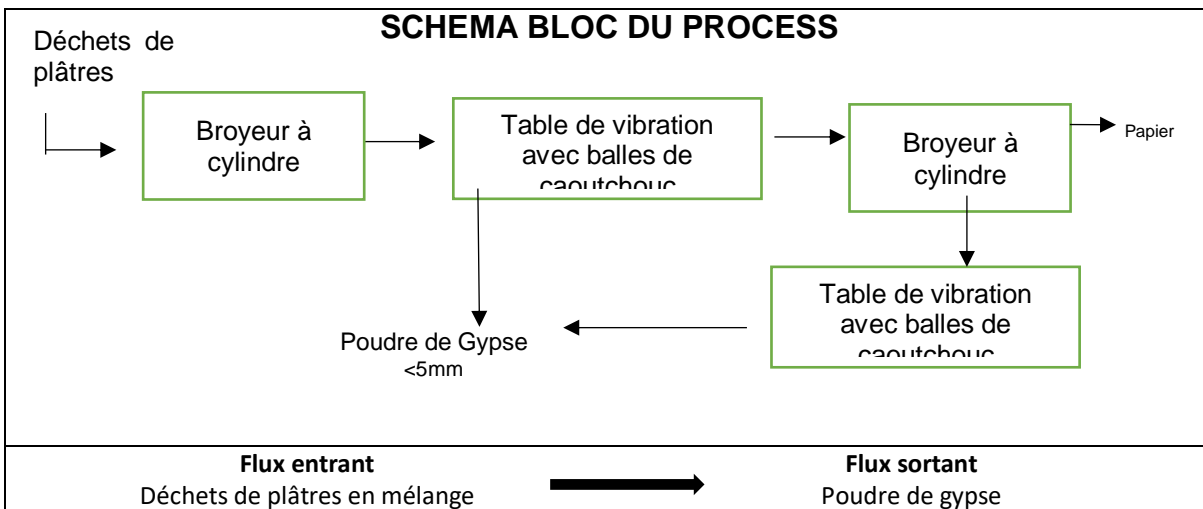 SCHEMA BLOC DU PROCESS
Déchets de
plâtres
Broyeur à
cylindre
Table de vibration
avec balles de
caoutchouc
Broyeur à
cylindre
Papier
Table de vibration
avec balles de
caoutchouc
Poudre de Gypse
<5mm
Flux entrant
Déchets de plâtres en mélange
Flux sortant
Poudre de gypse